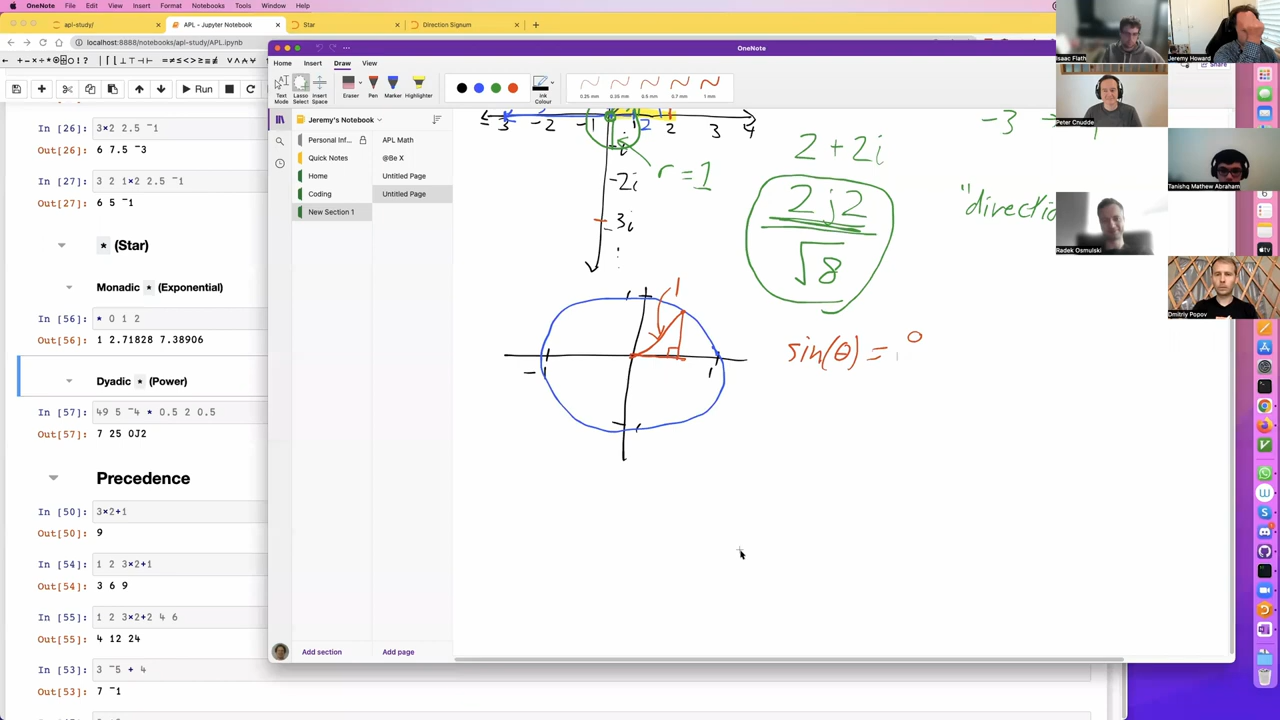 OneNote File Edit View Insert Format Notebooks Tools Window Help
apl-study/ APL - Jupyter Notebook Star Direction Signum
localhost:8888/notebooks/apl-study/APL.ipynb
Run
In [26]: 3×2 2.5 ¯1
Out[26]: 6 7.5 ¯3
In [27]: 3 2 1×2 2.5 ¯1
Out[27]: 6 5 ¯1
* (Star)
Monadic * (Exponential)
In [56]: * 0 1 2
Out[56]: 1 2.71828 7.38906
Dyadic * (Power)
In [57]: 49 5 ¯4 * 0.5 2 0.5
Out[57]: 7 25 0J2
Precedence
In [50]: 3×2+1
Out[50]: 9
In [54]: 1 2 3×2+1
Out[54]: 3 6 9
In [55]: 1 2 3×2+2 4 6
Out[55]: 4 12 24
In [53]: 3 ¯5 + 4
Out[53]: 7 ¯1
OneNote
Home Insert Draw View
Share
Text Mode
Lasso Select
Insert Space
Eraser
Pen
Marker
Highlighter
Ink Colour
0.25 mm
0.35 mm
0.5 mm
0.7 mm
1 mm
Jeremy's Notebook
Personal Inf...
Quick Notes
Home
Coding
New Section 1
APL Math
@Be X
Untitled Page
Untitled Page
Add section
Add page
-3 -2 -1 1 2 3 4
i
-2i
-3i
r = 1
2 + 2i
2j2
√8
-3
"directio
1
-1 1
sin(θ) = o
Isaac Flath
Jeremy Howard
Peter Cnudde
Tanishq Mathew Abraham
Radek Osmulski
Dmitriy Popov